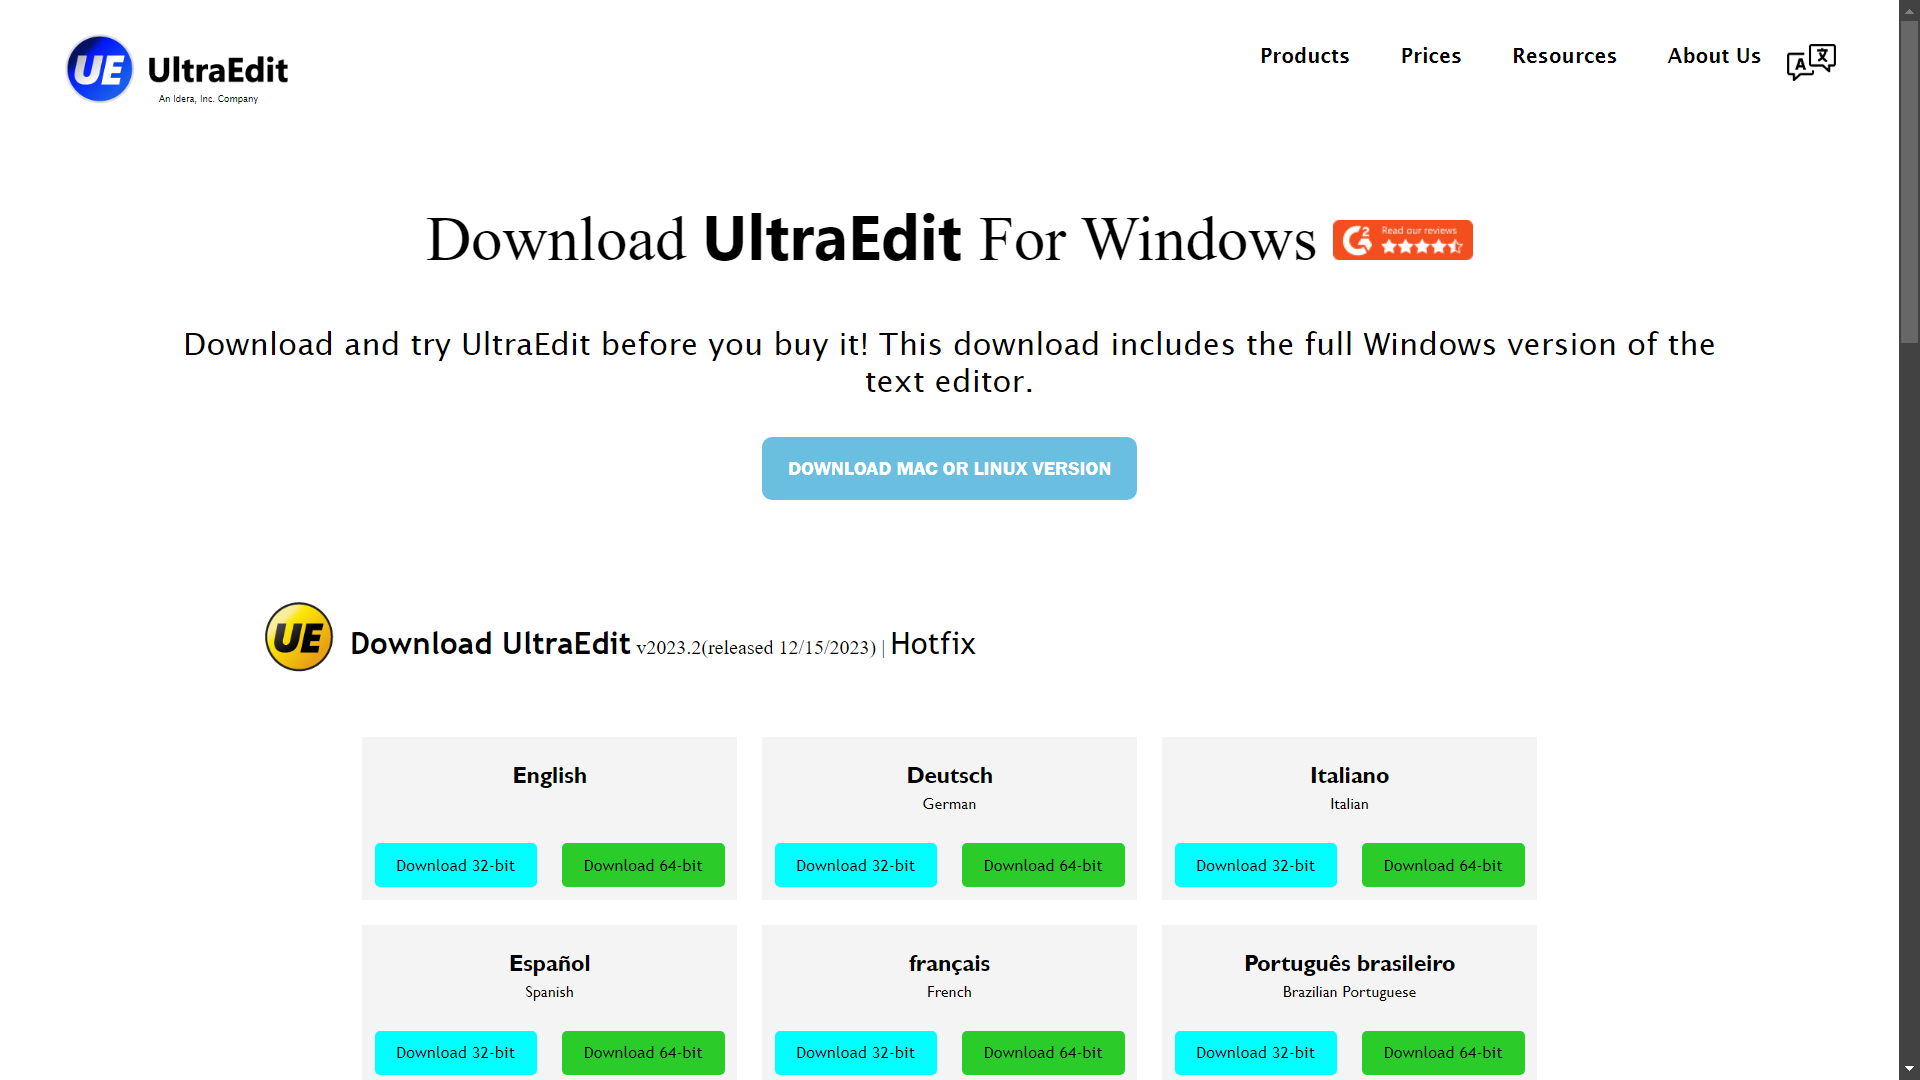 UE UltraEdit
An Idera, Inc. Company
Products Prices Resources About Us A 文
Download UltraEdit For Windows
G2 Read our reviews
Download and try UltraEdit before you buy it! This download includes the full Windows version of the
text editor.
DOWNLOAD MAC OR LINUX VERSION
UE Download UltraEdit v2023.2(released 12/15/2023) | Hotfix
English
Download 32-bit Download 64-bit
Deutsch
German
Download 32-bit Download 64-bit
Italiano
Italian
Download 32-bit Download 64-bit
Español
Spanish
Download 32-bit Download 64-bit
français
French
Download 32-bit Download 64-bit
Português brasileiro
Brazilian Portuguese
Download 32-bit Download 64-bit